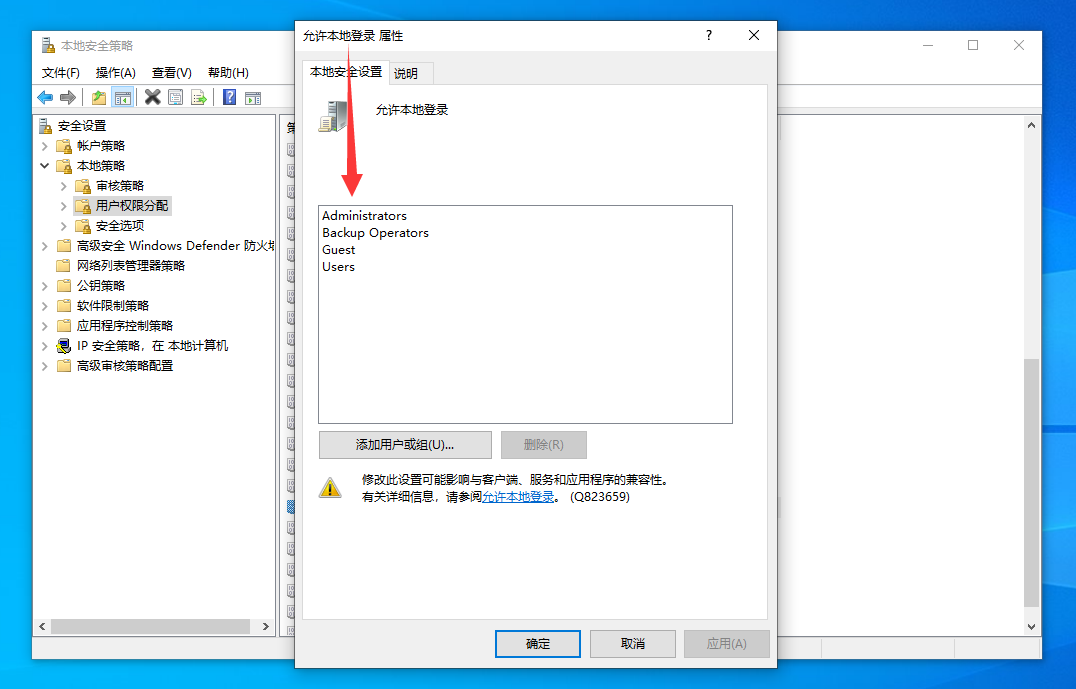 允许本地登录 属性
?
本地安全策略
文件(F) 操作(A) 查看(V) 帮助(H)
本地安全设置 说明
允许本地登录
安全设置
帐户策略
本地策略
审核策略
用户权限分配
安全选项
高级安全 Windows Defender 防火
网络列表管理器策略
公钥策略
软件限制策略
应用程序控制策略
IP 安全策略，在 本地计算机
高级审核策略配置
Administrators
Backup Operators
Guest
Users
添加用户或组(U)... 删除(R)
修改此设置可能影响与客户端、服务和应用程序的兼容性。
有关详细信息，请参阅允许本地登录。 (Q823659)
确定 取消 应用(A)